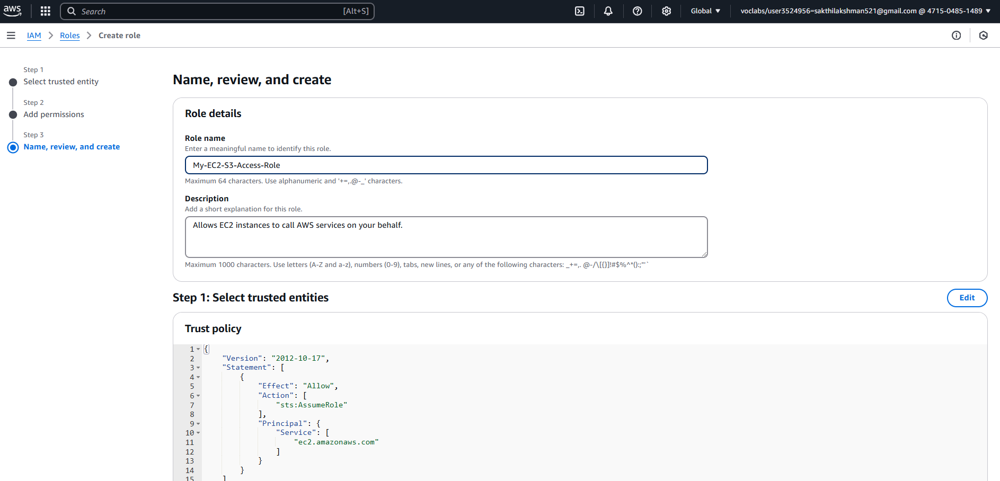 aws
Search [Alt+S] Global voclabs/user3524956=sakthilakshman521@gmail.com @ 4715-0485-1489
IAM Roles Create role
Step 1
Select trusted entity
Step 2
Add permissions
Step 3
Name, review, and create
Name, review, and create
Role details
Role name
Enter a meaningful name to identify this role.
My-EC2-S3-Access-Role
Maximum 64 characters. Use alphanumeric and '+=,.@-_' characters.
Description
Add a short explanation for this role.
Allows EC2 instances to call AWS services on your behalf.
Maximum 1000 characters. Use letters (A-Z and a-z), numbers (0-9), tabs, new lines, or any of the following characters: _+=,. @-/\[{}]!#$%^*();:"'`
Step 1: Select trusted entities
Edit
Trust policy
1 {
2 "Version": "2012-10-17",
3 "Statement": [
4 {
5 "Effect": "Allow",
6 "Action": [
7 "sts:AssumeRole"
8 ],
9 "Principal": {
10 "Service": [
11 "ec2.amazonaws.com"
12 ]
13 }
14 }
15 ]